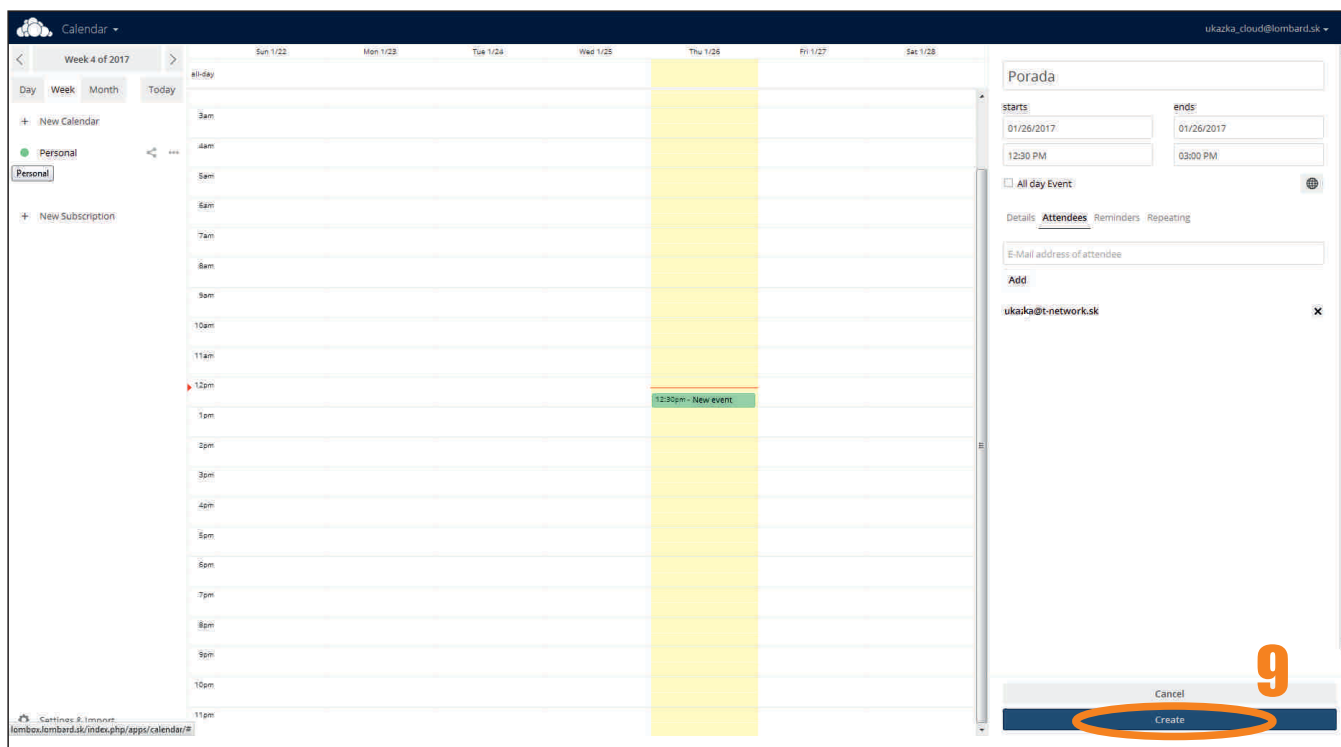 Calendar
ukazka_cloud@lombard.sk
Week 4 of 2017
Day Week Month Today
+ New Calendar
Personal
Personal
+ New Subscription
Settings & Import
lombox.lombard.sk/index.php/apps/calendar/#
Sun 1/22 Mon 1/23 Tue 1/24 Wed 1/25 Thu 1/26 Fri 1/27 Sat 1/28
all-day
3am
4am
5am
6am
7am
8am
9am
10am
11am
12pm
12:30pm - New event
1pm
2pm
3pm
4pm
5pm
6pm
7pm
8pm
9pm
10pm
11pm
Porada
starts ends
01/26/2017 01/26/2017
12:30 PM 03:00 PM
All day Event
Details Attendees Reminders Repeating
E-Mail address of attendee
Add
ukazka@t-network.sk x
9
Cancel
Create